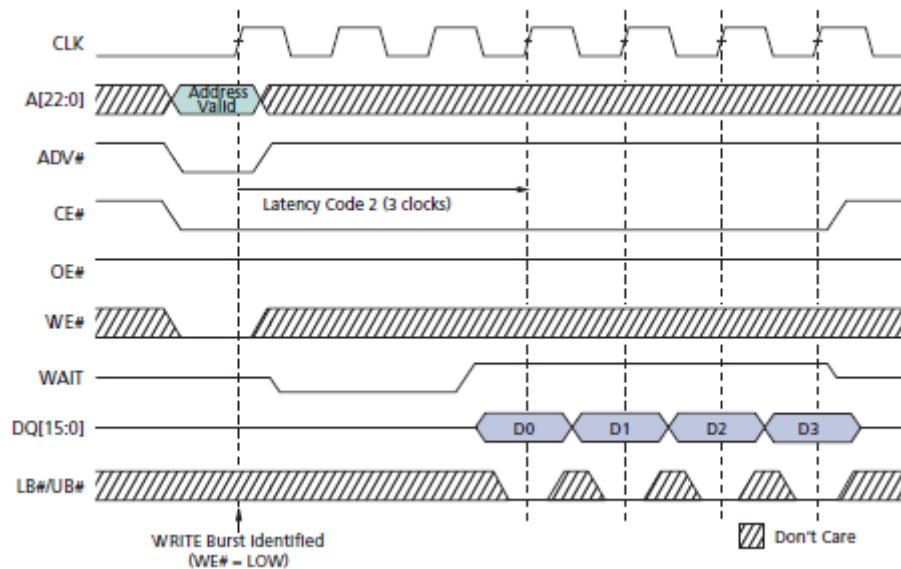 CLK
A[22:0]
Address
Valid
ADV#
Latency Code 2 (3 clocks)
CE#
OE#
WE#
WAIT
DQ[15:0]
D0 D1 D2 D3
LB#/UB#
WRITE Burst Identified
(WE# = LOW)
Don't Care